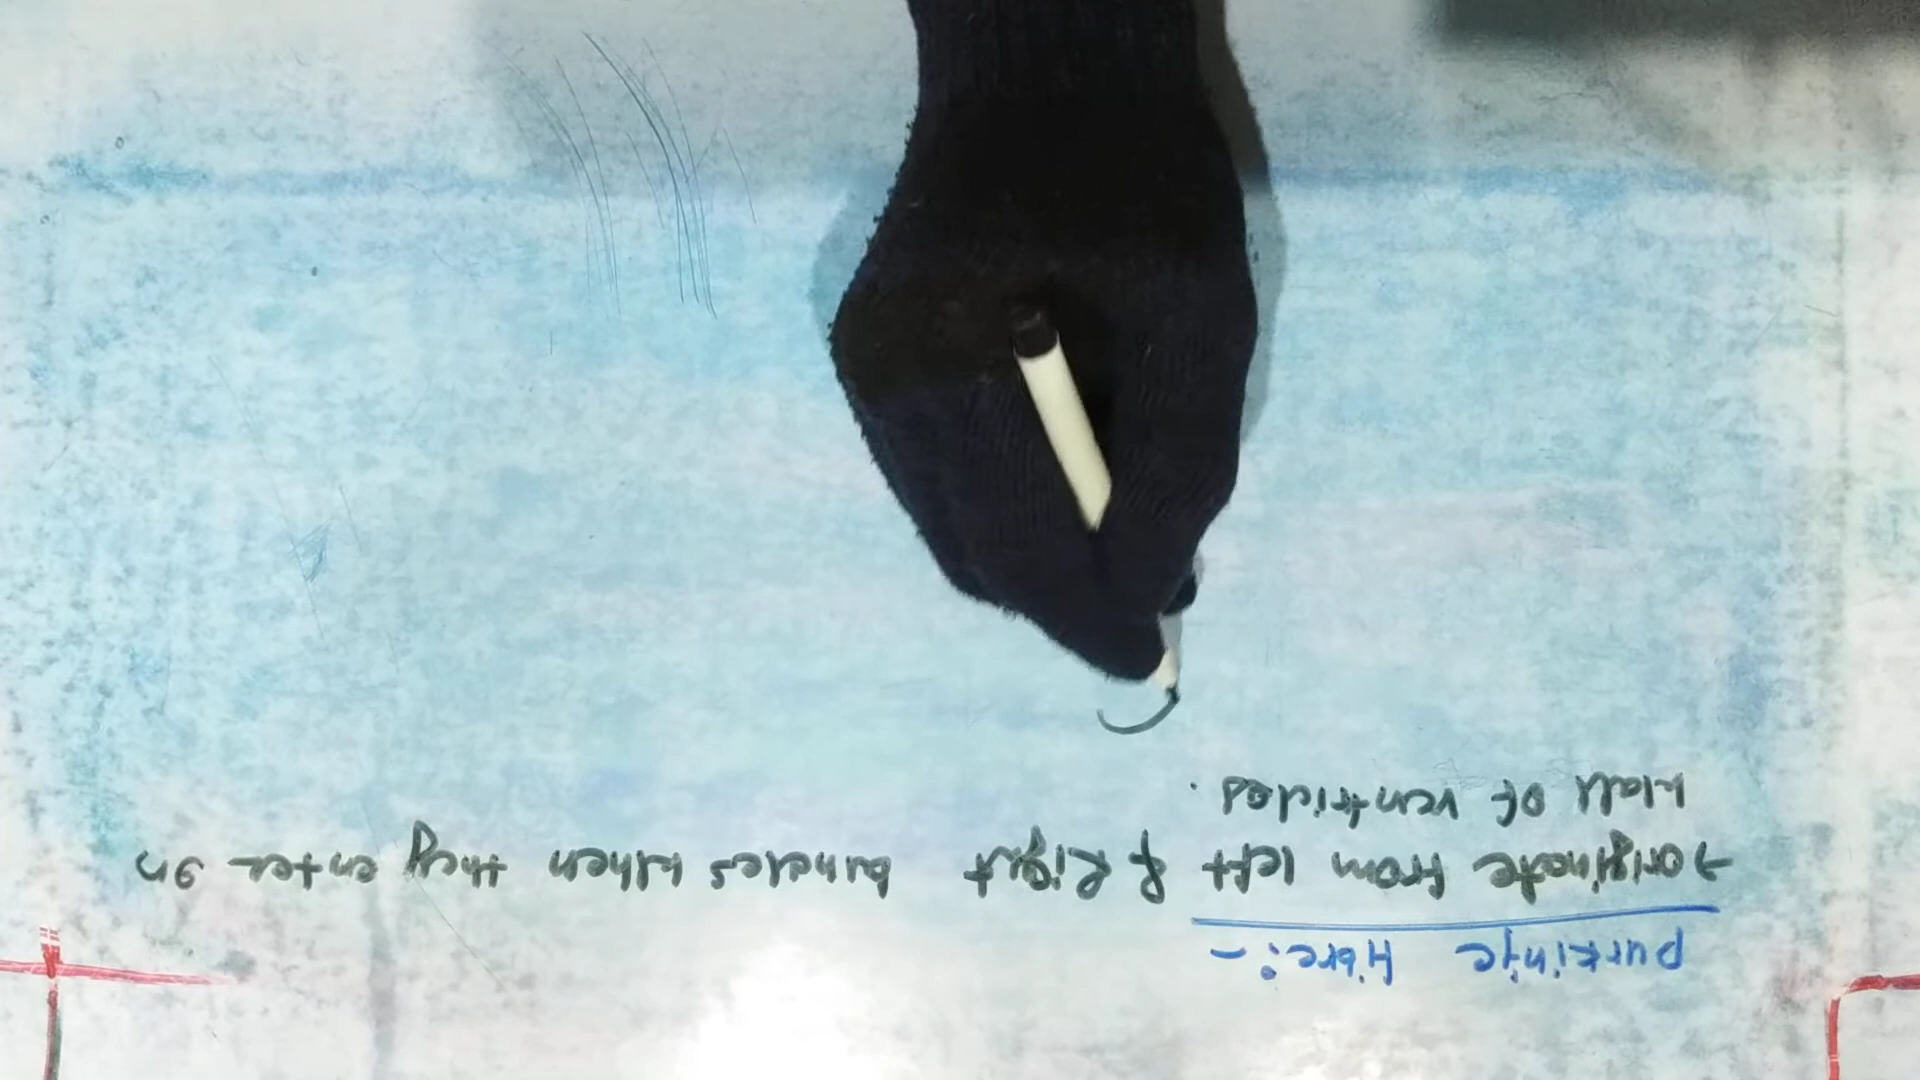 Purkinje Fibre:-
→originate from left & Right bundles when they enter in
wall of ventricles.